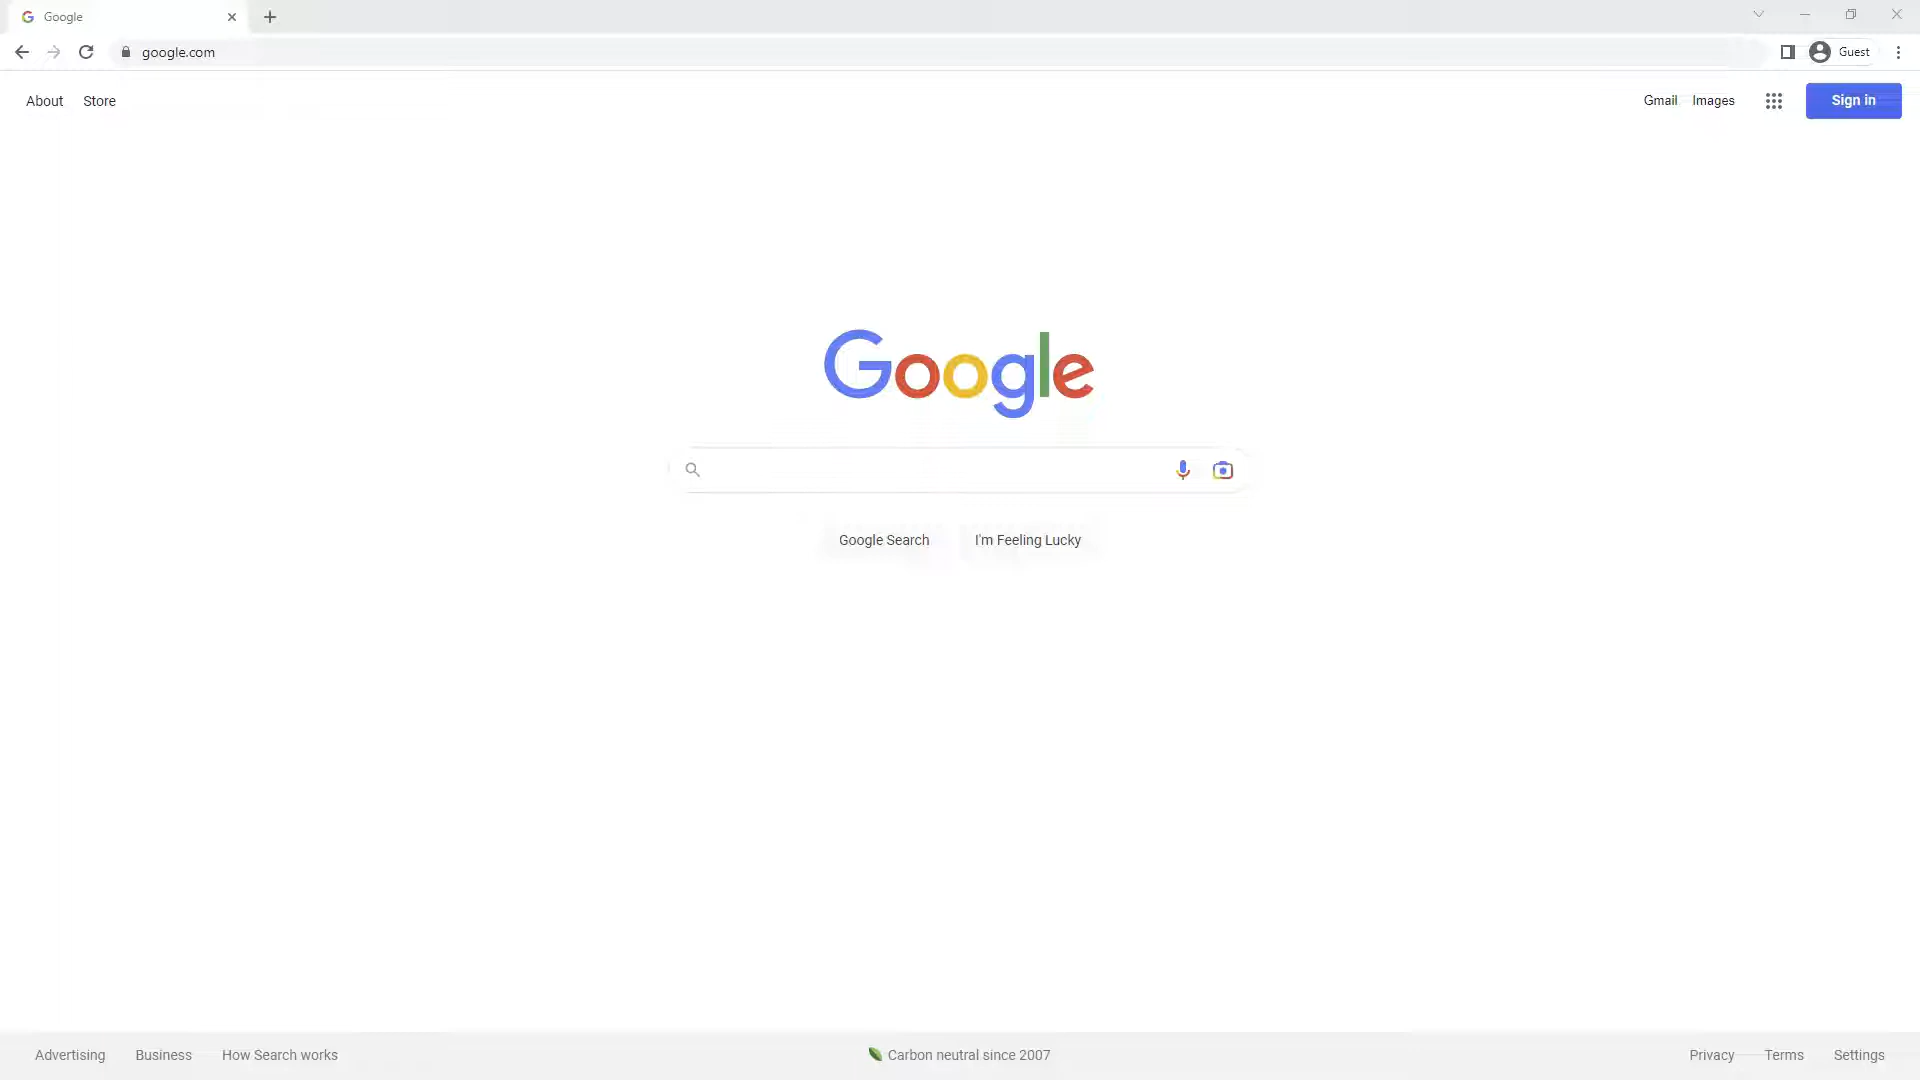 Google
google.com
Guest
About Store
Gmail Images Sign in
Google
Google Search I'm Feeling Lucky
Advertising Business How Search works
Carbon neutral since 2007
Privacy Terms Settings